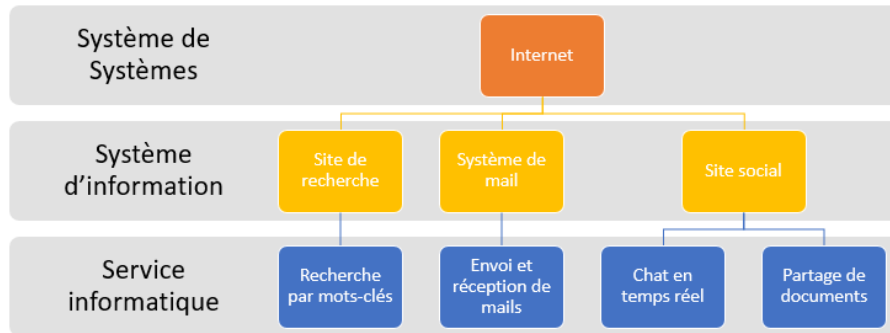 Système de
Systèmes
Internet
Système
d'information
Site de
recherche
Système de
mail
Site social
Service
informatique
Recherche
par mots-clés
Envoi et
réception de
mails
Chat en
temps réel
Partage de
documents